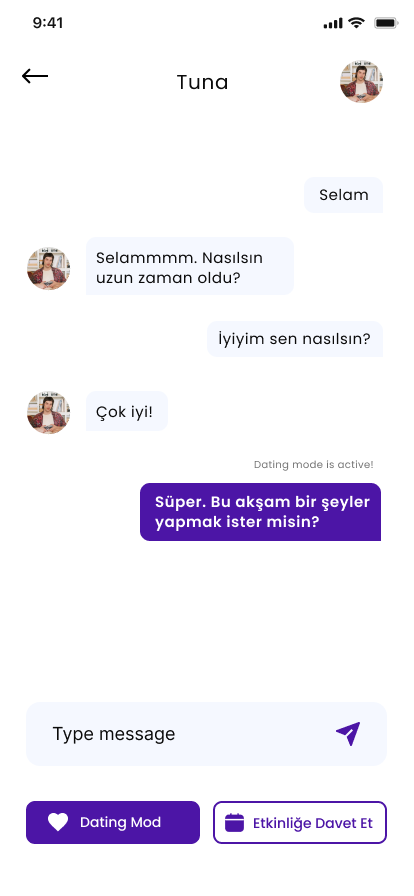 9:41
Tuna
Selam
Selammmm. Nasılsın
uzun zaman oldu?
İyiyim sen nasılsın?
Çok iyi!
Dating mode is active!
Süper. Bu akşam bir şeyler
yapmak ister misin?
Type message
Dating Mod
Etkinliğe Davet Et